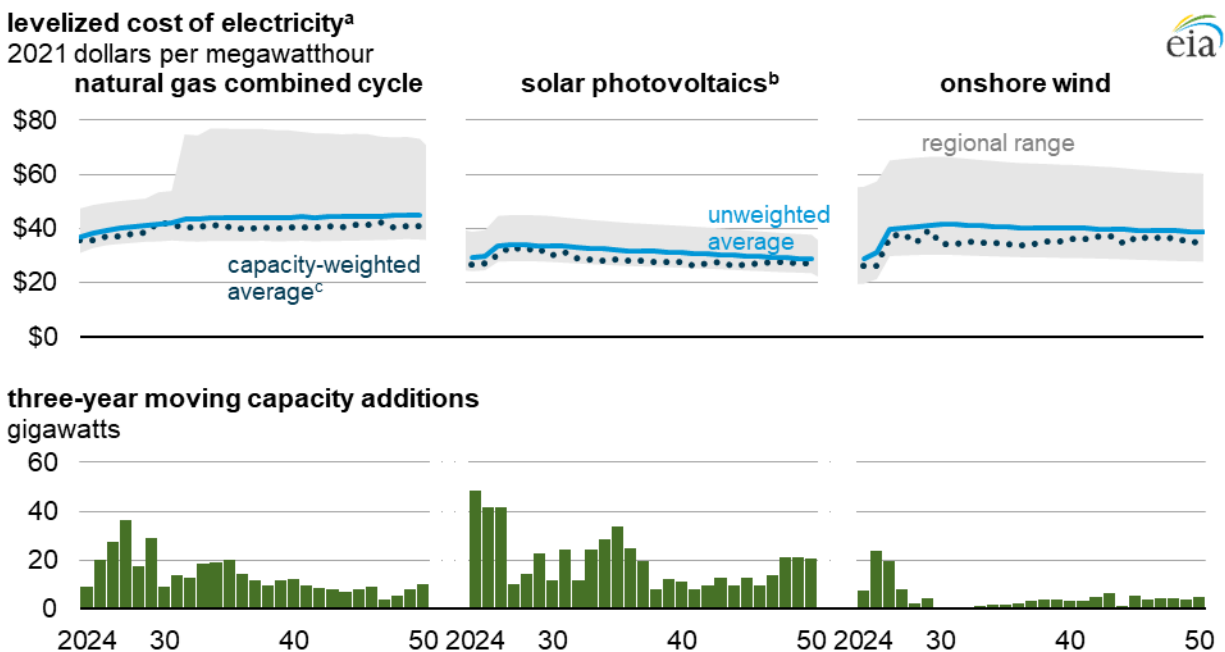 levelized cost of electricityᵃ
2021 dollars per megawatthour
eia
natural gas combined cycle
solar photovoltaicsᵇ
onshore wind
$80
$60
$40
$20
$0
capacity-weighted
averageᶜ
unweighted
average
regional range
three-year moving capacity additions
gigawatts
60
40
20
0
2024 30 40 50
2024 30 40 50
2024 30 40 50